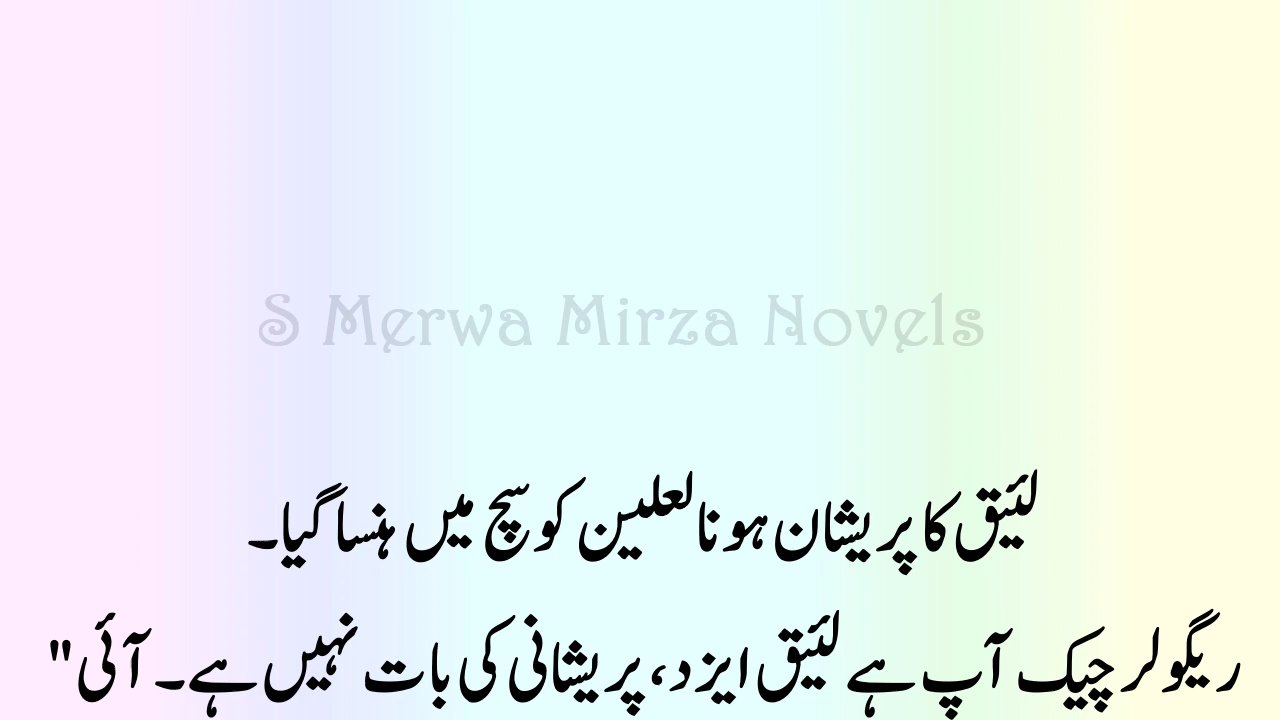 S Merwa Mirza Novels
لئیق کا پریشان ہونا لعلین کو سچ میں ہنسا گیا۔
ریگولر چیک آپ ہے لئیق ایزد، پریشانی کی بات نہیں ہے۔ آئی"